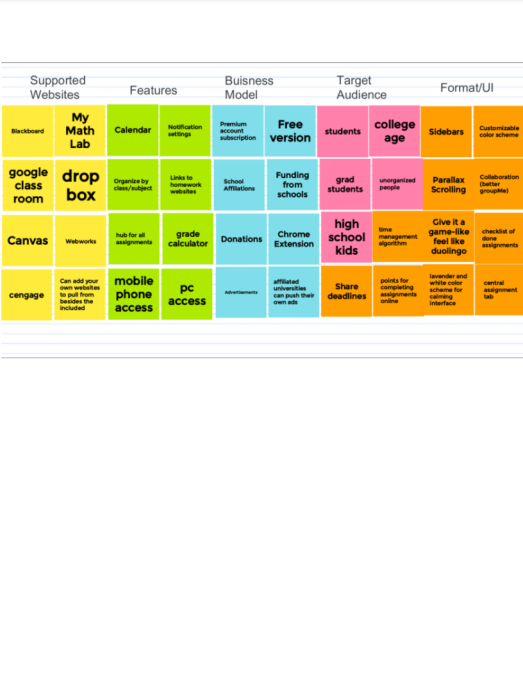 Supported
Websites
Features
Buisness
Model
Target
Audience
Format/UI
Blackboard
My
Math
Lab
Calendar
Notification
settings
Premium
account
subscription
Free
version
students
college
age
Sidebars
Customizable
color scheme
google
class
room
drop
box
Organize by
class/subject
Links to
homework
websites
School
Affiliations
Funding
from
schools
grad
students
unorganized
people
Parallax
Scrolling
Collaboration
(better
groupMe)
Canvas
Webworks
hub for all
assignments
grade
calculator
Donations
Chrome
Extension
high
school
kids
time
management
algorithm
Give it a
game-like
feel like
duolingo
checklist of
done
assignments
cengage
Can add your
own websites
to pull from
besides the
included
mobile
phone
access
pc
access
Advertisements
affiliated
universities
can push their
own ads
Share
deadlines
points for
completing
assignments
online
lavender and
white color
scheme for
calming
interface
central
assignment
tab